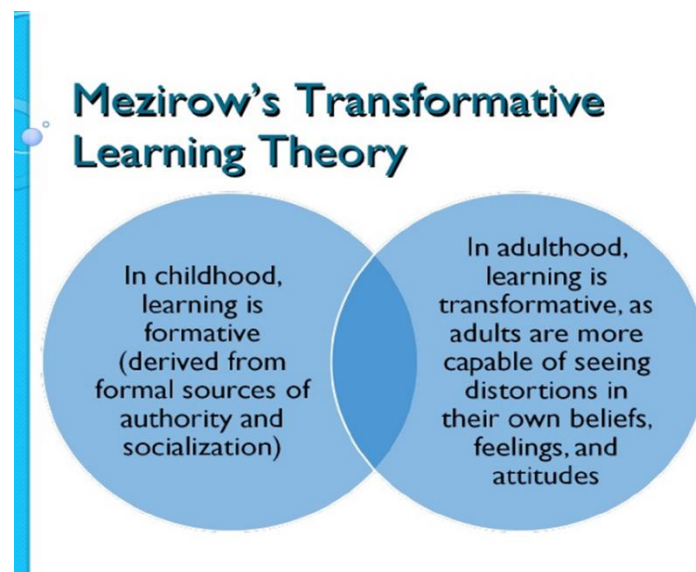 Mezirow's Transformative
Learning Theory
In childhood,
learning is
formative
(derived from
formal sources of
authority and
socialization)
In adulthood,
learning is
transformative, as
adults are more
capable of seeing
distortions in
their own beliefs,
feelings, and
attitudes